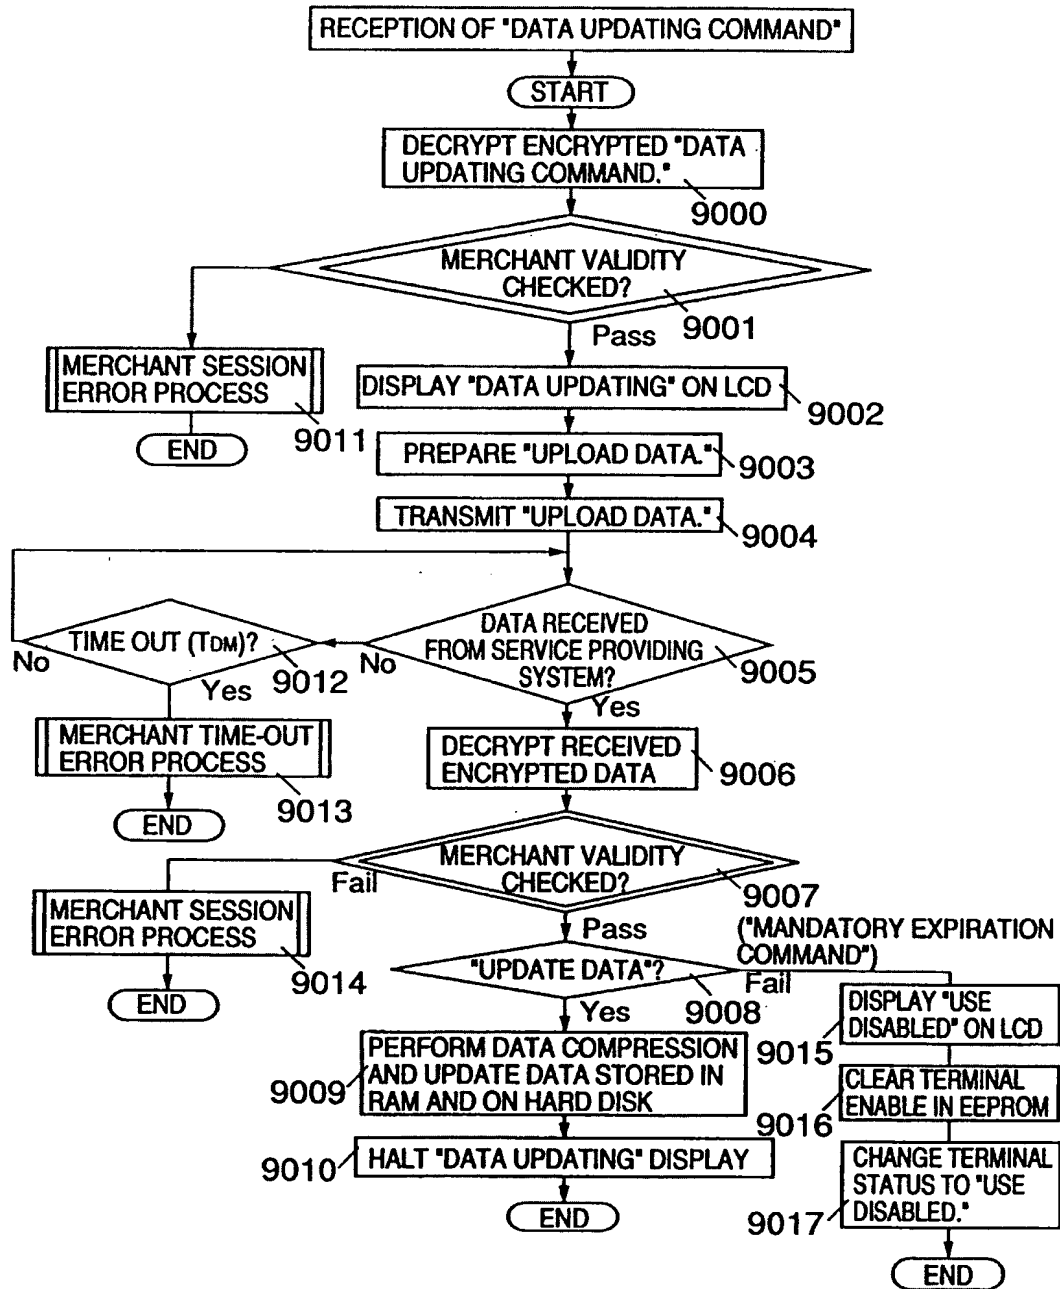 RECEPTION OF "DATA UPDATING COMMAND"
START
DECRYPT ENCRYPTED "DATA
UPDATING COMMAND."
9000
MERCHANT VALIDITY
CHECKED?
9001
Pass
MERCHANT SESSION
ERROR PROCESS
9011
END
DISPLAY "DATA UPDATING" ON LCD
9002
PREPARE "UPLOAD DATA."
9003
TRANSMIT "UPLOAD DATA."
9004
DATA RECEIVED
FROM SERVICE PROVIDING
SYSTEM?
9005
No
Yes
TIME OUT (TDM)?
9012
No
Yes
MERCHANT TIME-OUT
ERROR PROCESS
9013
END
DECRYPT RECEIVED
ENCRYPTED DATA
9006
MERCHANT VALIDITY
CHECKED?
9007
Fail
Pass
MERCHANT SESSION
ERROR PROCESS
9014
END
"UPDATE DATA"?
9008
Yes
("MANDATORY EXPIRATION
COMMAND")
Fail
PERFORM DATA COMPRESSION
AND UPDATE DATA STORED IN
RAM AND ON HARD DISK
9009
HALT "DATA UPDATING" DISPLAY
9010
END
DISPLAY "USE
DISABLED" ON LCD
9015
CLEAR TERMINAL
ENABLE IN EEPROM
9016
CHANGE TERMINAL
STATUS TO "USE
DISABLED."
9017
END